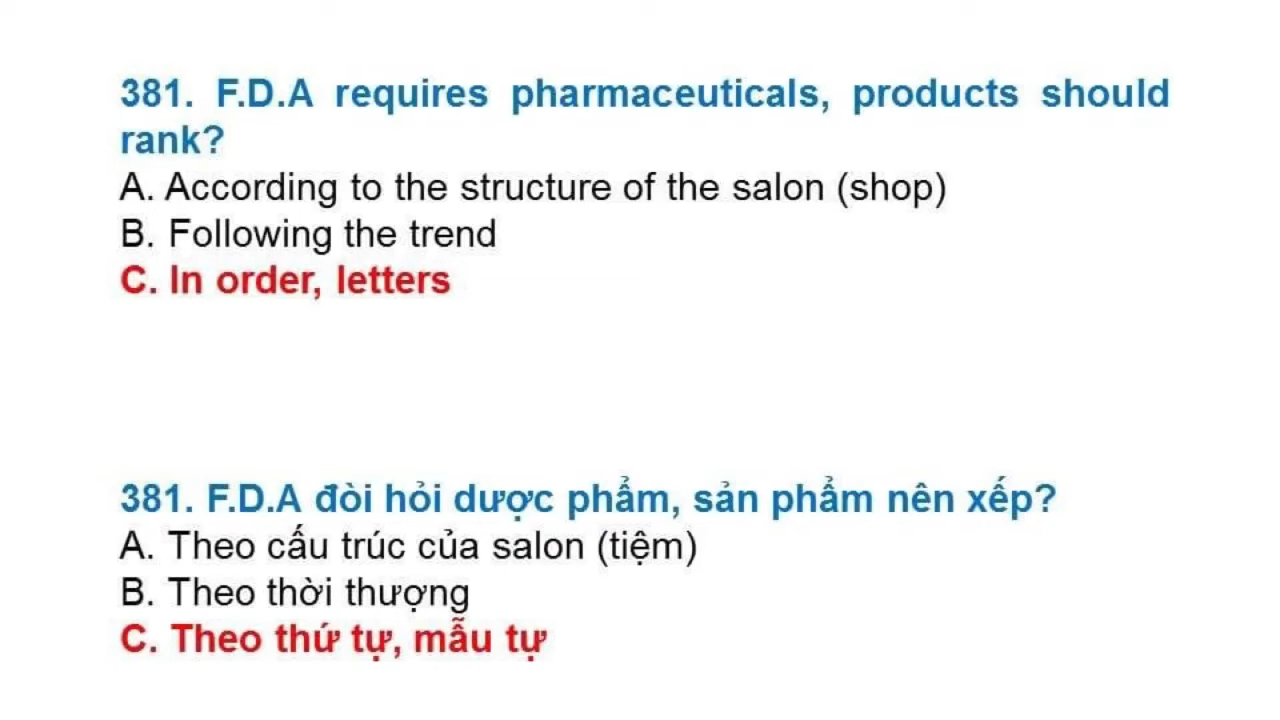 381. F.D.A requires pharmaceuticals, products should
rank?
A. According to the structure of the salon (shop)
B. Following the trend
C. In order, letters
381. F.D.A đòi hỏi dược phẩm, sản phẩm nên xếp?
A. Theo cấu trúc của salon (tiệm)
B. Theo thời thượng
C. Theo thứ tự, mẫu tự